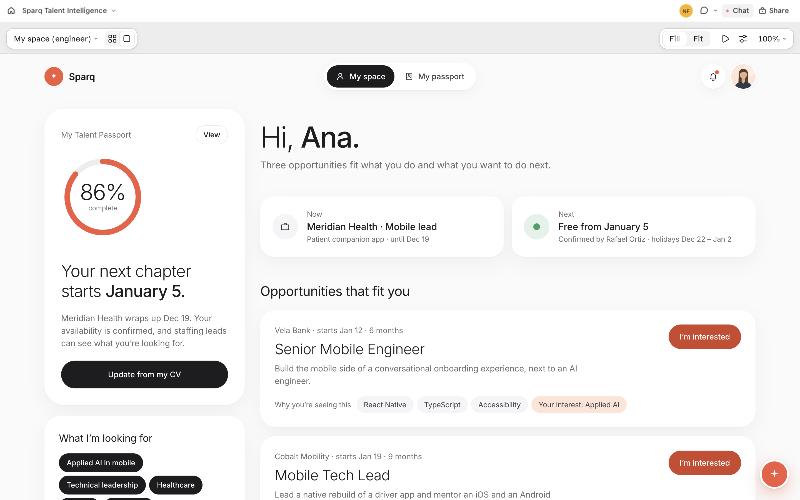 Sparq Talent Intelligence
NF
Chat
Share
My space (engineer)
Fill
Fit
100%
Sparq
My space
My passport
My Talent Passport
View
86%
complete
Your next chapter
starts January 5.
Meridian Health wraps up Dec 19. Your
availability is confirmed, and staffing leads
can see what you're looking for.
Update from my CV
What I'm looking for
Applied AI in mobile
Technical leadership
Healthcare
Hi, Ana.
Three opportunities fit what you do and what you want to do next.
Now
Meridian Health · Mobile lead
Patient companion app · until Dec 19
Next
Free from January 5
Confirmed by Rafael Ortiz · holidays Dec 22 – Jan 2
Opportunities that fit you
Vela Bank · starts Jan 12 · 6 months
Senior Mobile Engineer
Build the mobile side of a conversational onboarding experience, next to an AI
engineer.
I'm interested
Why you're seeing this
React Native
TypeScript
Accessibility
Your interest: Applied AI
Cobalt Mobility · starts Jan 19 · 9 months
Mobile Tech Lead
Lead a native rebuild of a driver app and mentor an iOS and an Android
I'm interested